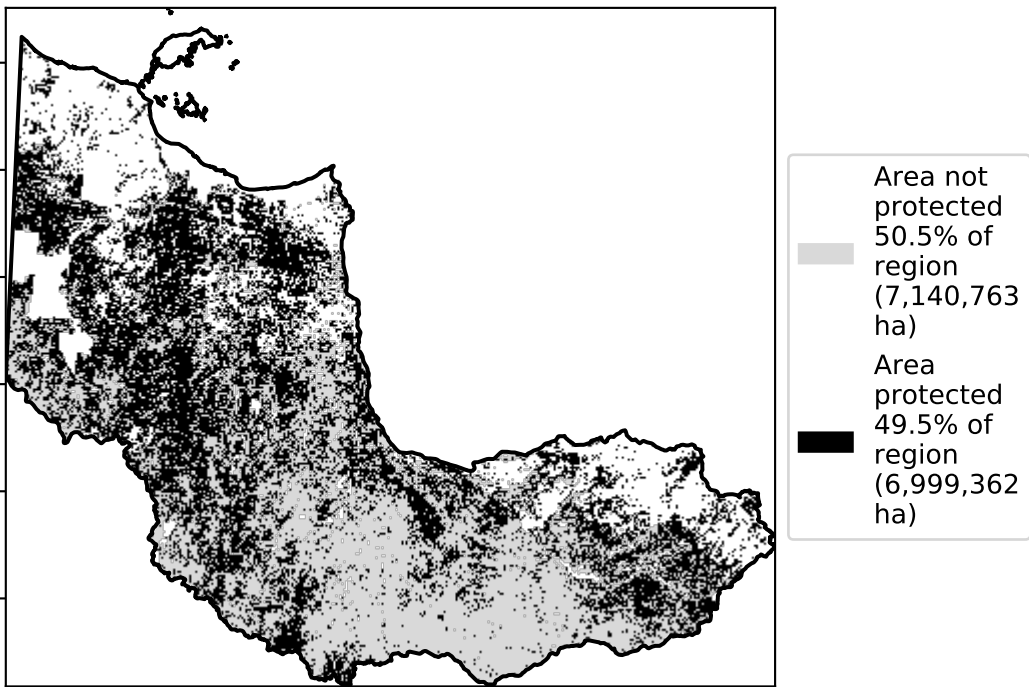 Area not
protected
50.5% of
region
(7,140,763
ha)
Area
protected
49.5% of
region
(6,999,362
ha)